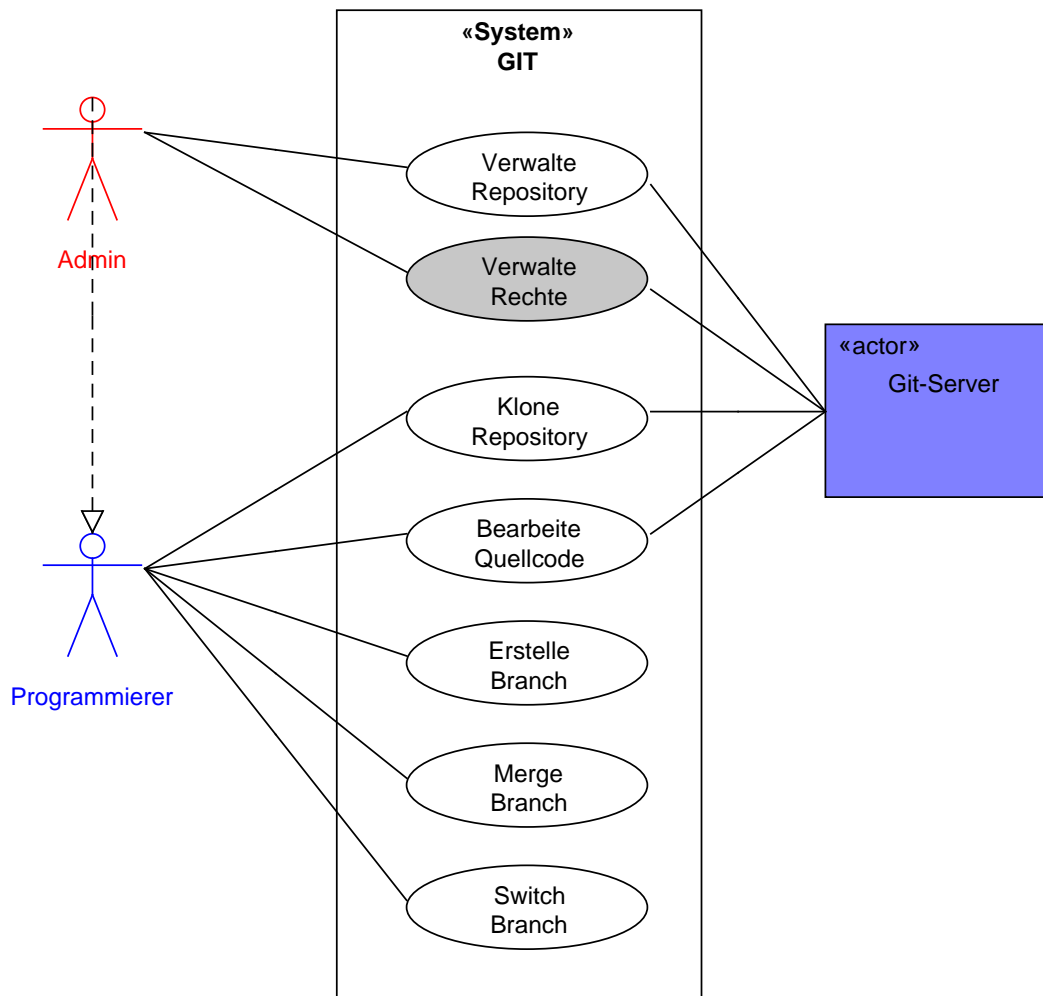 «System»
GIT
Verwalte
Repository
Admin
Verwalte
Rechte
«actor»
Git-Server
Klone
Repository
Bearbeite
Quellcode
Programmierer
Erstelle
Branch
Merge
Branch
Switch
Branch